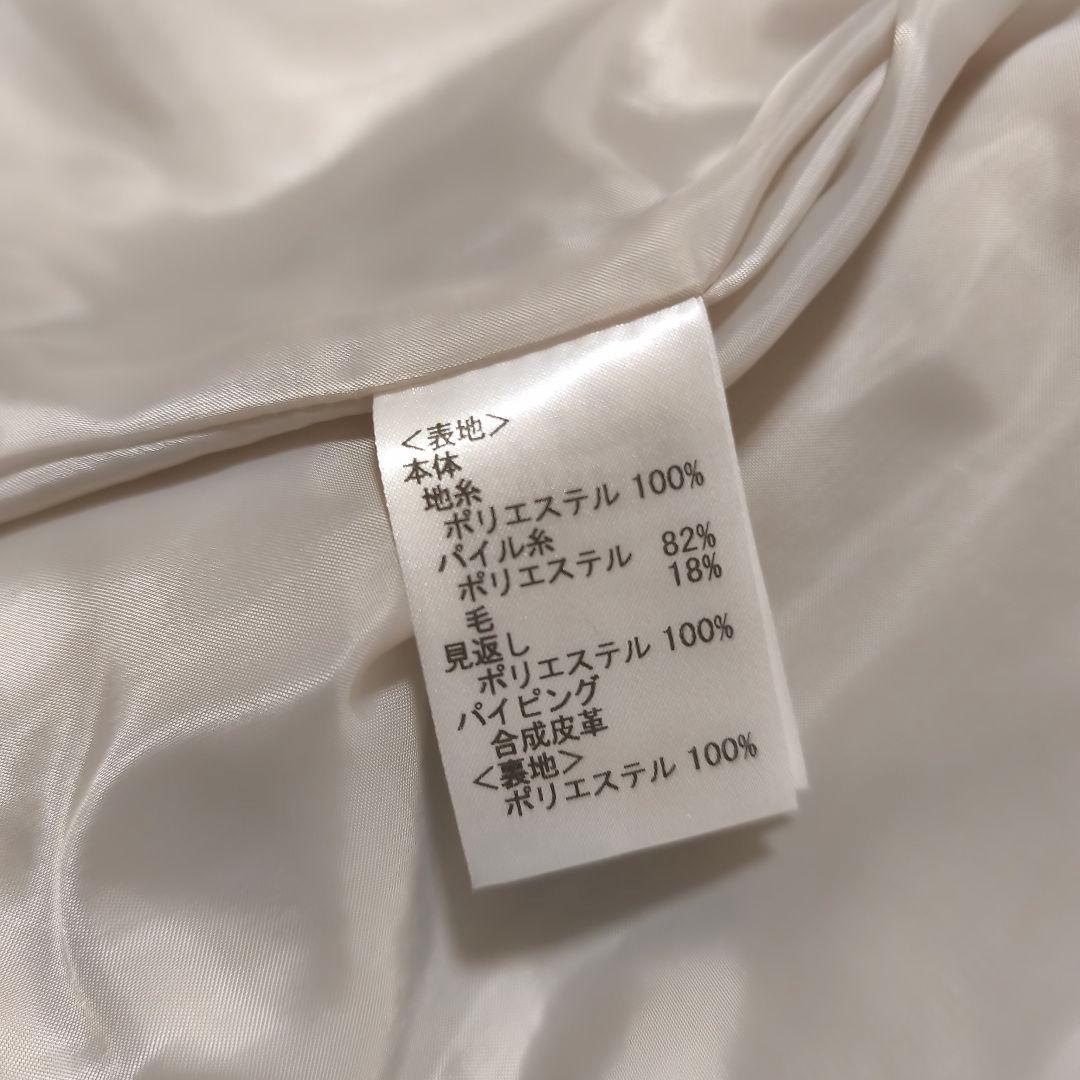 <表地>
本体
地糸
ポリエステル 100%
パイル糸
ポリエステル 82%
毛 18%
見返し
ポリエステル 100%
パイピング
合成皮革
<裏地>
ポリエステル 100%